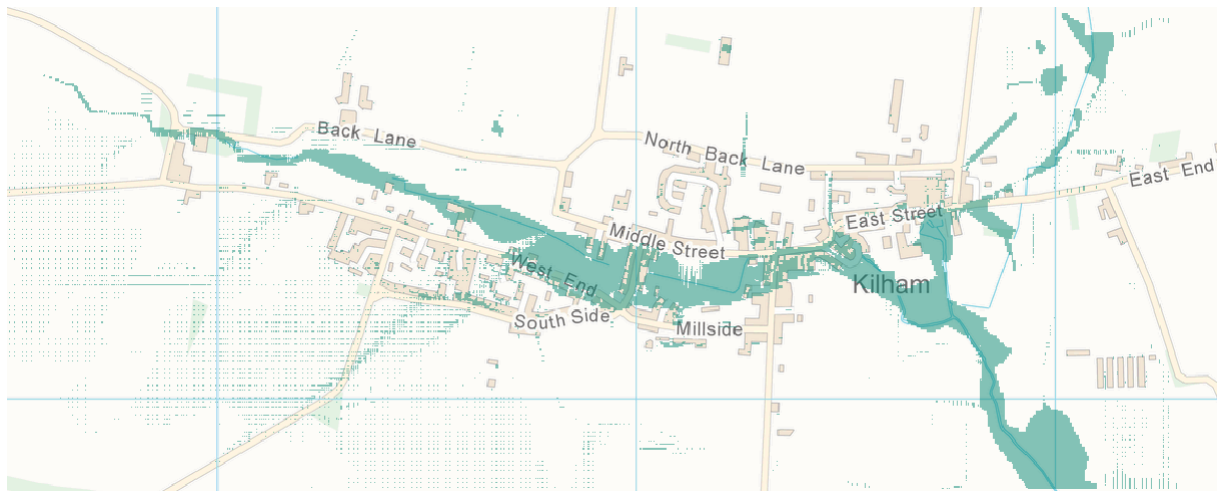 Back Lane
North Back Lane
East End
East Street
Middle Street
West End
Kilham
South Side
Millside